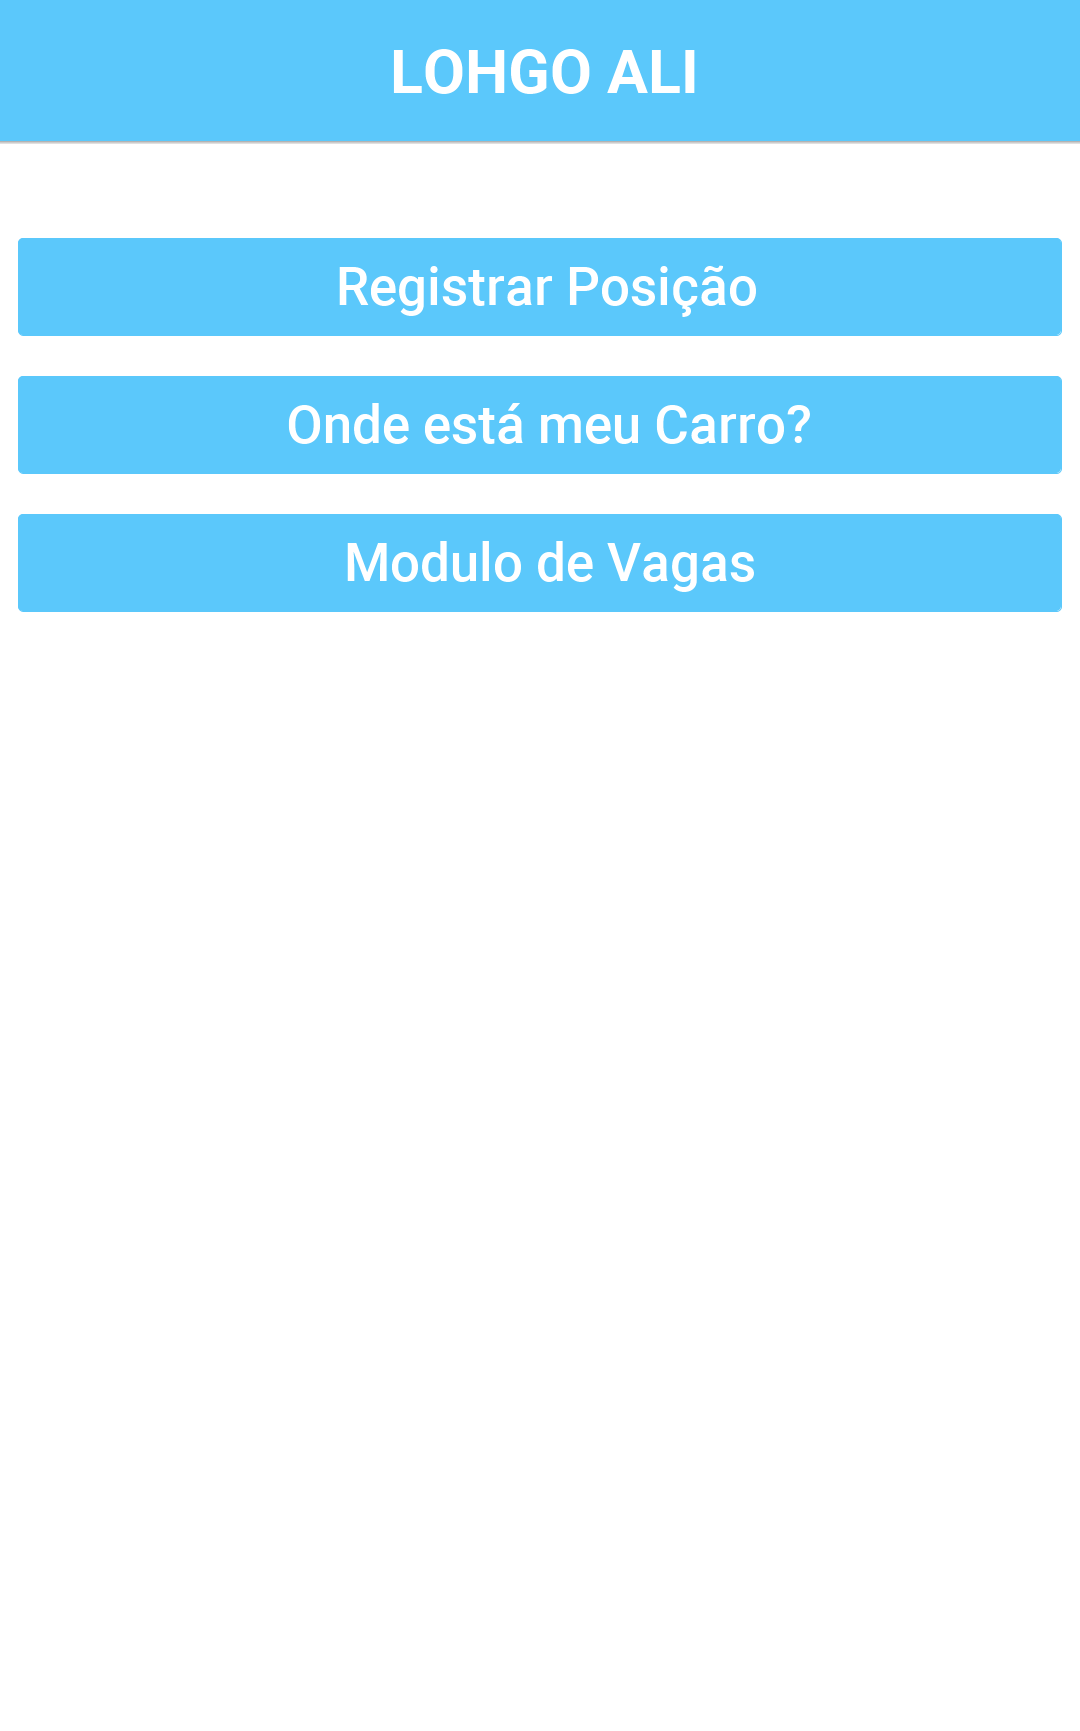 LOHGO ALI
Registrar Posição
Onde está meu Carro?
Modulo de Vagas